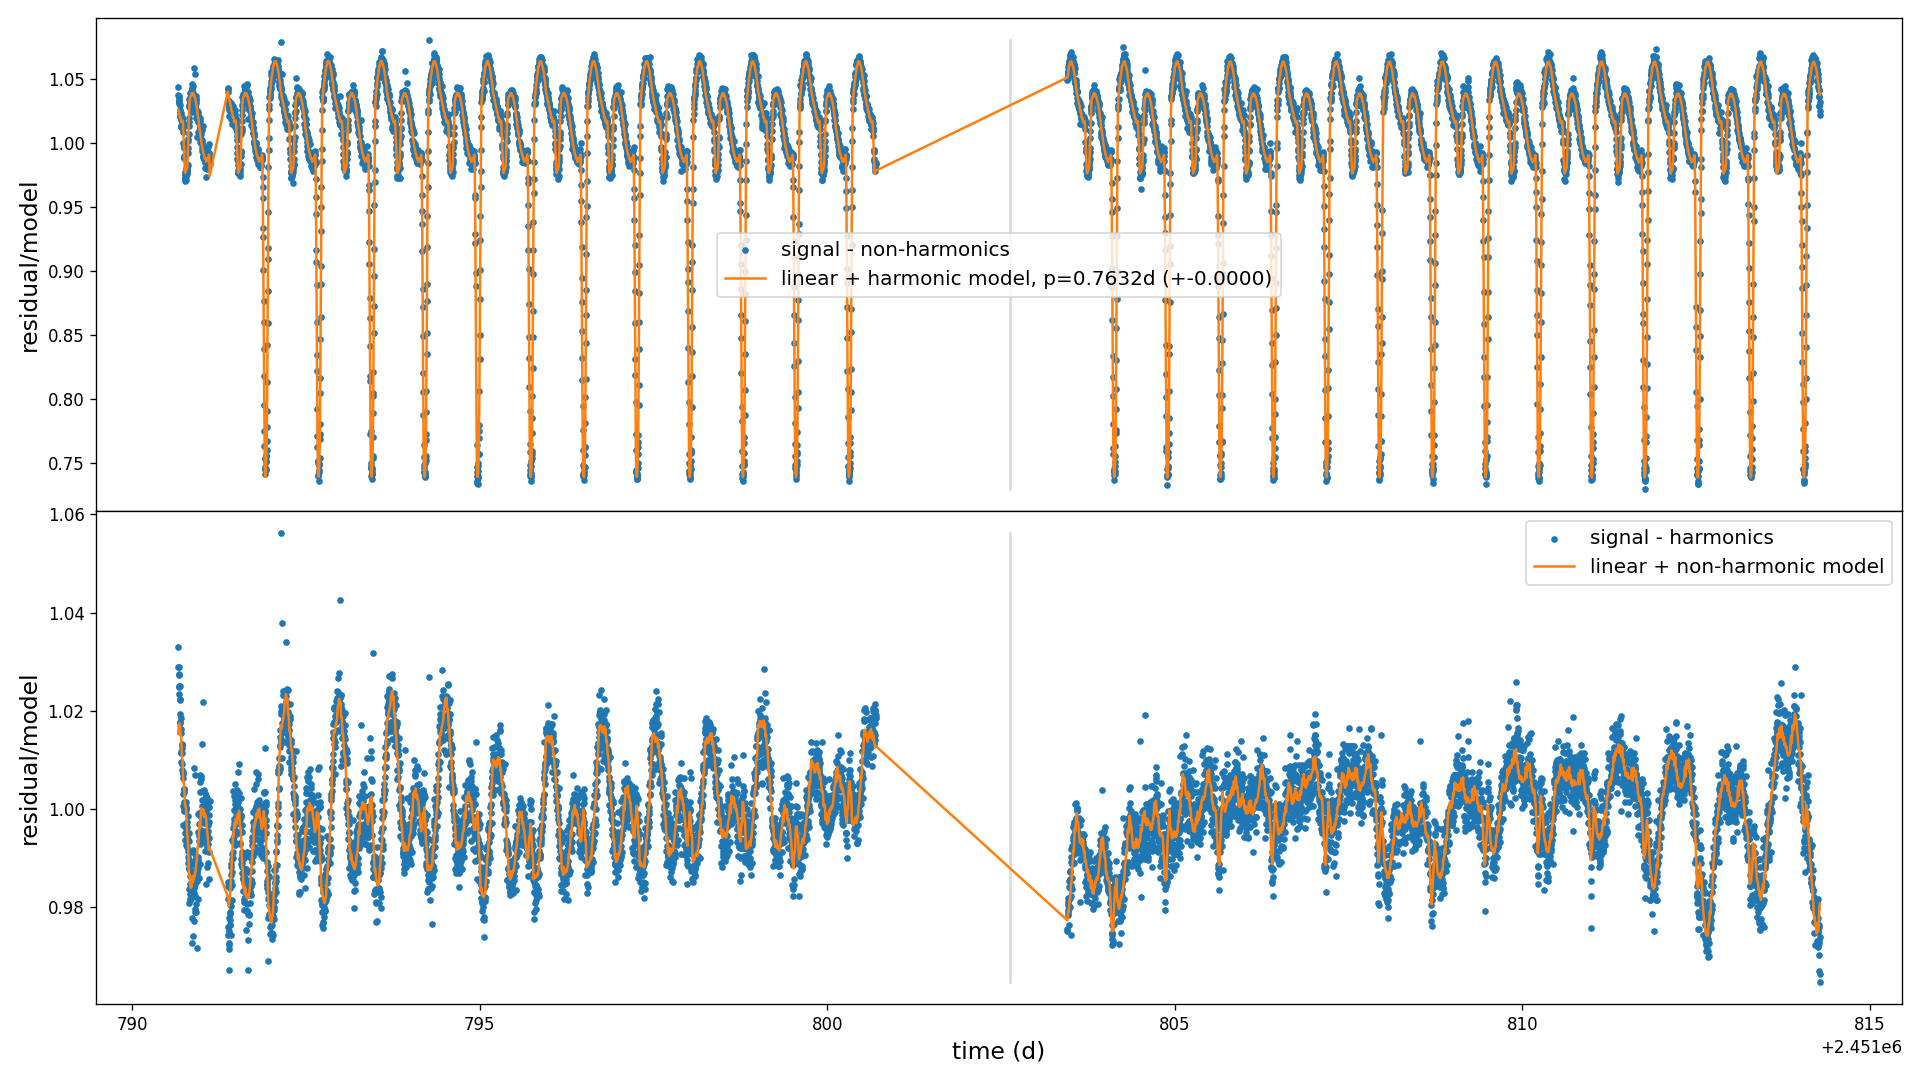 1.05
1.00
0.95
0.90
0.85
0.80
0.75
residual/model
signal - non-harmonics
linear + harmonic model, p=0.7632d (+-0.0000)
1.06
1.04
1.02
1.00
0.98
residual/model
signal - harmonics
linear + non-harmonic model
790 795 800 805 810 815
time (d)
+2.451e6